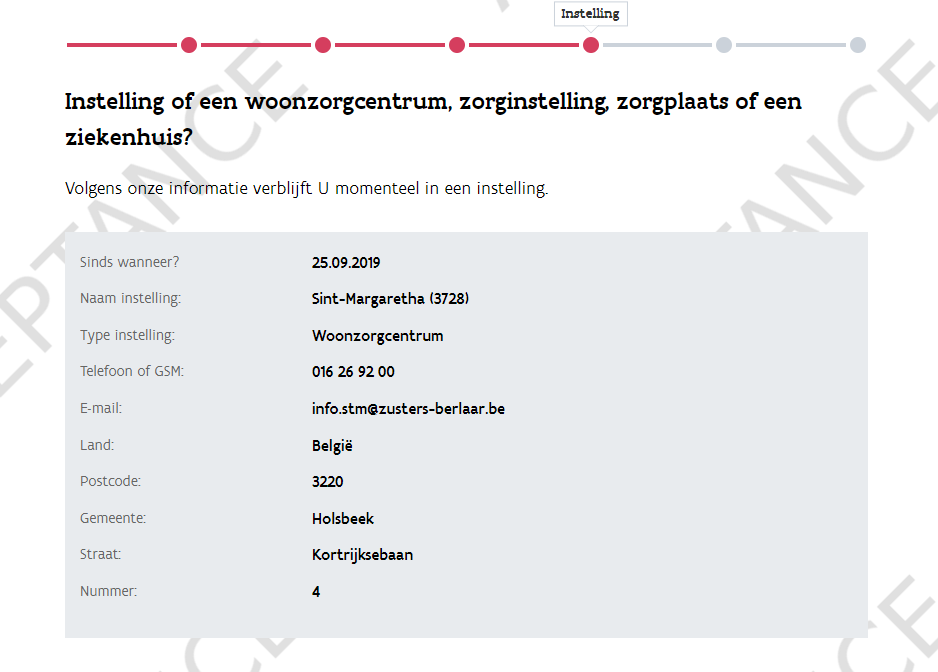 Instelling
Instelling of een woonzorgcentrum, zorginstelling, zorgplaats of een
ziekenhuis?
Volgens onze informatie verblijft U momenteel in een instelling.
Sinds wanneer? 25.09.2019
Naam instelling: Sint-Margaretha (3728)
Type instelling: Woonzorgcentrum
Telefoon of GSM: 016 26 92 00
E-mail: info.stm@zusters-berlaar.be
Land: België
Postcode: 3220
Gemeente: Holsbeek
Straat: Kortrijksebaan
Nummer: 4
EPTANCE
ANCE